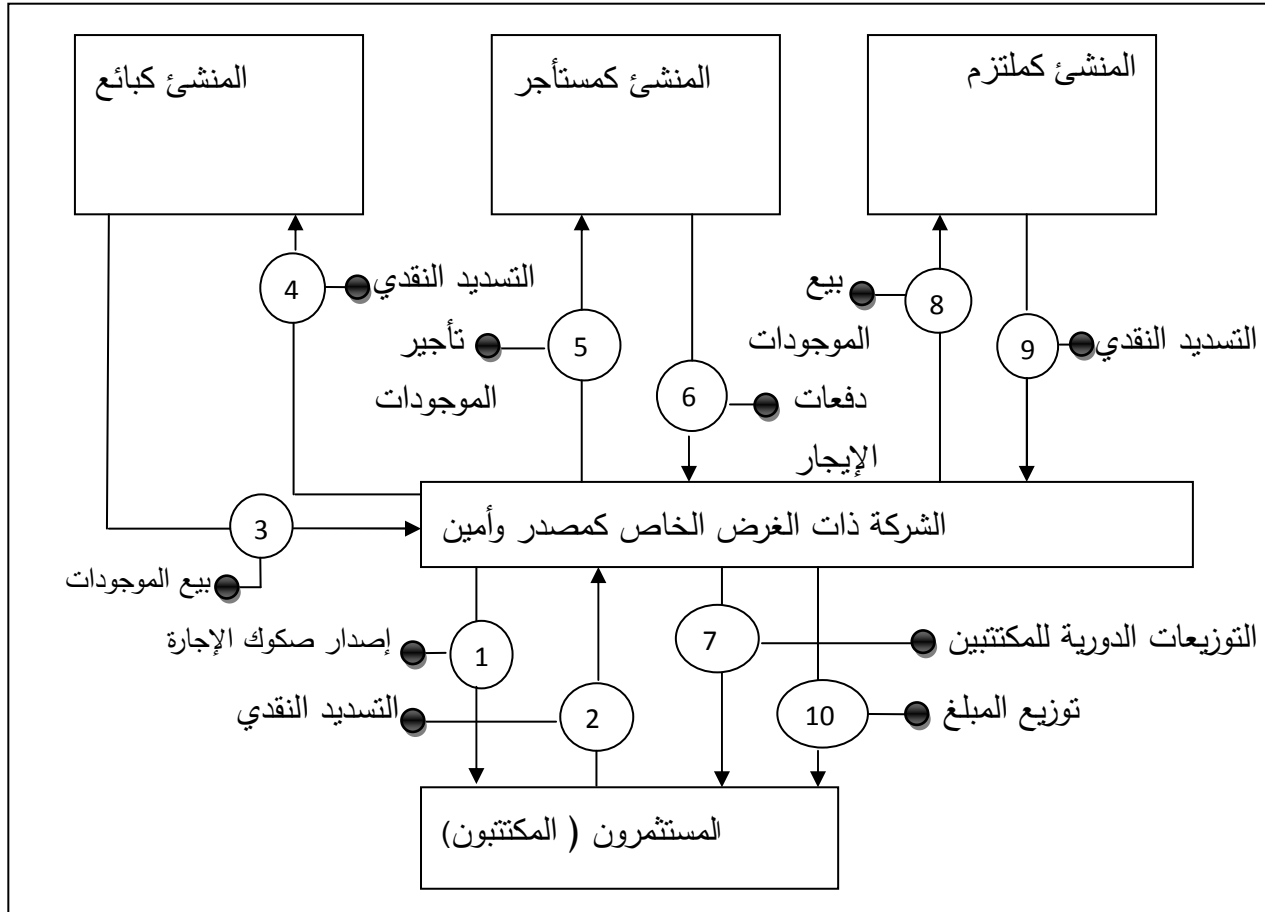 المنشئ كملتزم
المنشئ كمستأجر
المنشئ كبائع
4
التسديد النقدي
5
تأجير
الموجودات
6
دفعات
الإيجار
8
بيع
الموجودات
9
التسديد النقدي
3
بيع الموجودات
الشركة ذات الغرض الخاص كمصدر وأمين
1
إصدار صكوك الإجارة
2
التسديد النقدي
7
التوزيعات الدورية للمكتتبين
10
توزيع المبلغ
المستثمرون ( المكتتبون)